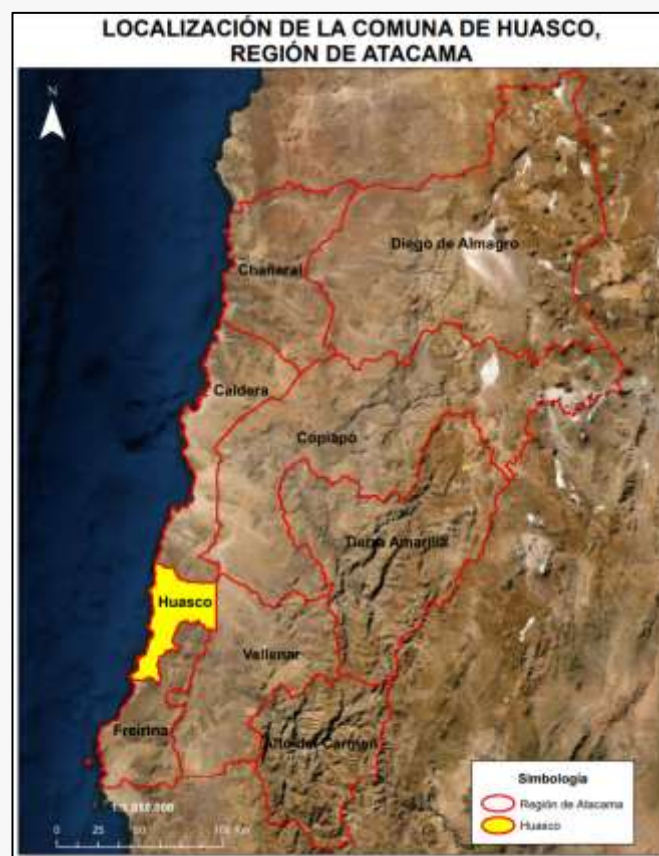 LOCALIZACIÓN DE LA COMUNA DE HUASCO,
REGIÓN DE ATACAMA
N
Diego de Almagro
Chañaral
Caldera
Copiapó
Tierra Amarilla
Huasco
Vallenar
Freirina
Alto del Carmen
Simbología
Región de Atacama
Huasco
0 25 50 100 Km